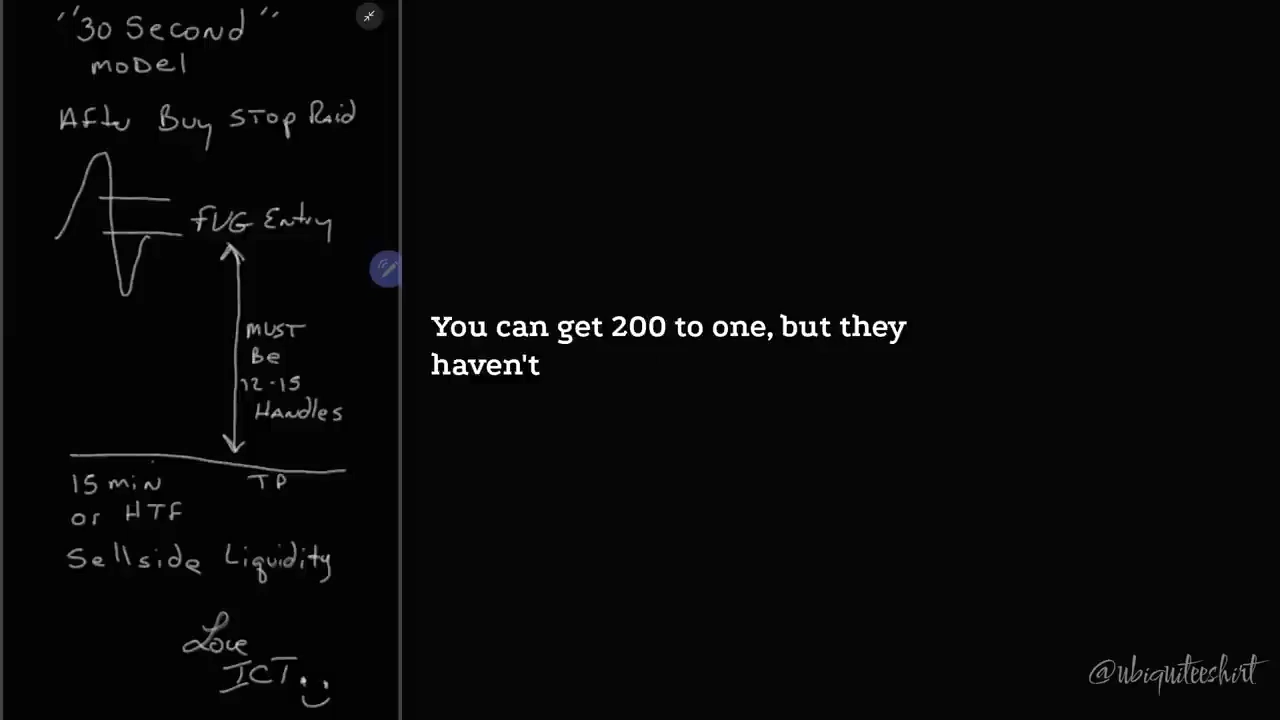 "30 Second"
model
After Buy STop Raid
FVG Entry
MUST
Be
12-15
HANdles
15 min
TP
or HTF
Sellside Liquidity
Love
ICT
You can get 200 to one, but they
haven't
@ubiquiteeshirt